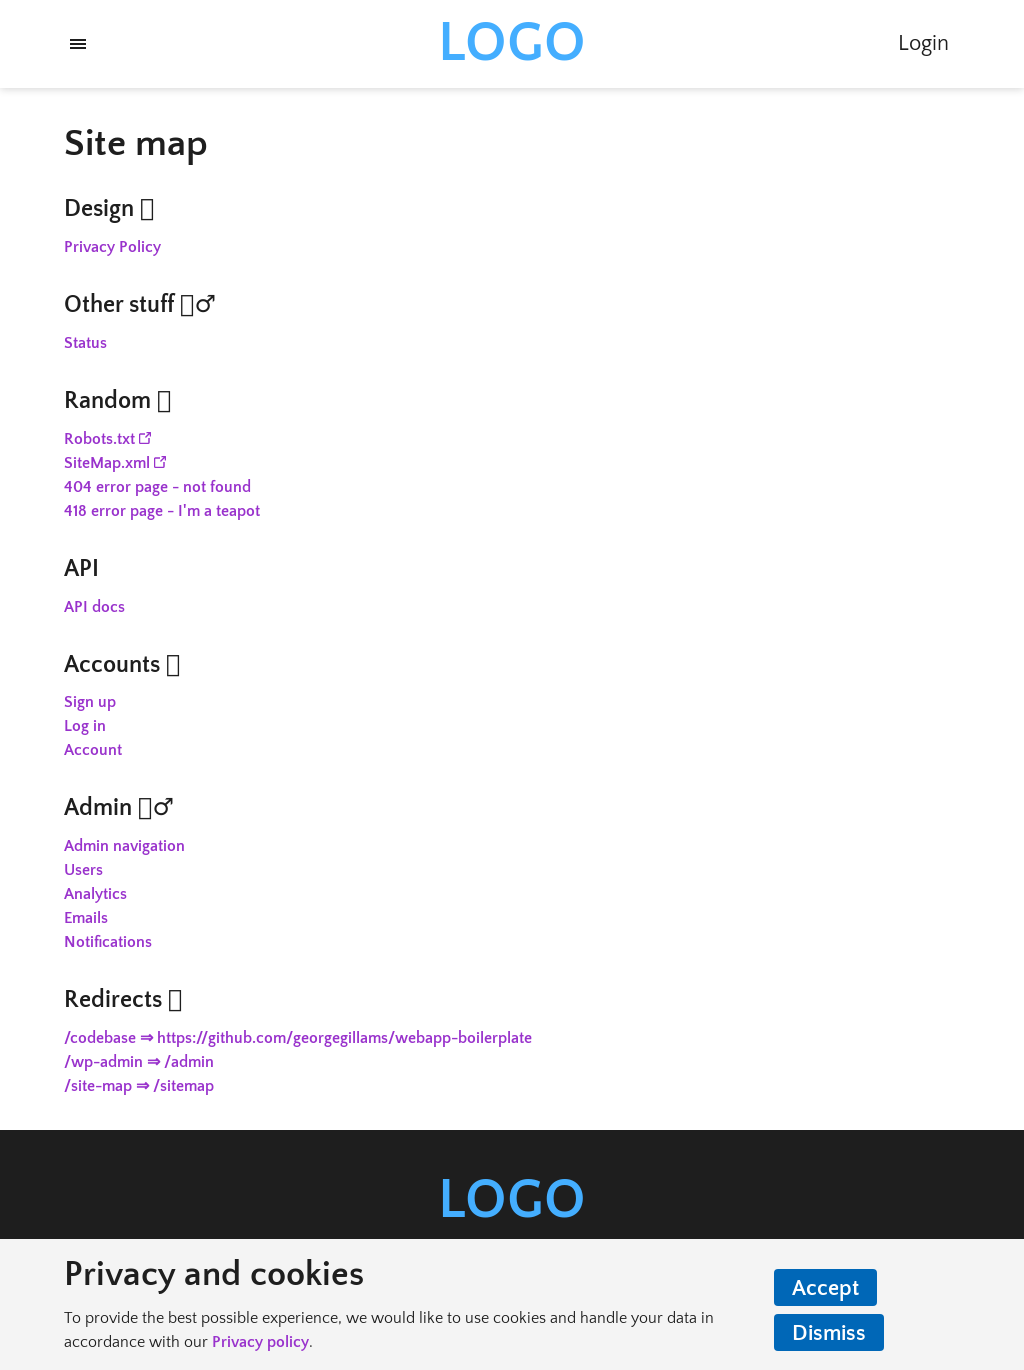 LOGO
Login
Site map
Design
Privacy Policy
Other stuff ♂
Status
Random
Robots.txt
SiteMap.xml
404 error page - not found
418 error page - I'm a teapot
API
API docs
Accounts
Sign up
Log in
Account
Admin ♂
Admin navigation
Users
Analytics
Emails
Notifications
Redirects
/codebase ⇒ https://github.com/georgegillams/webapp-boilerplate
/wp-admin ⇒ /admin
/site-map ⇒ /sitemap
LOGO
Privacy and cookies
To provide the best possible experience, we would like to use cookies and handle your data in
accordance with our Privacy policy.
Accept
Dismiss